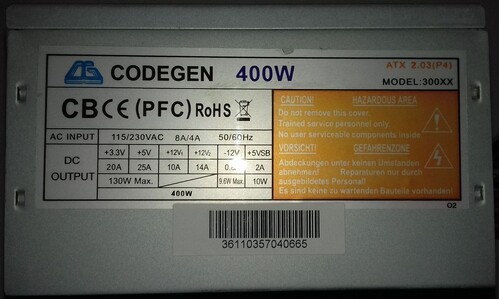 CODEGEN 400W
ATX 2.03(P4)
MODEL:300XX
CB CE (PFC) RoHS
AC INPUT 115/230VAC 8A/4A 50/60Hz
DC OUTPUT
+3.3V +5V +12V1 +12V2 -12V +5VSB
20A 25A 10A 14A 2A
130W Max. 9.6W Max. 10W
400W
CAUTION! HAZARDOUS AREA
Do not remove this cover.
Trained service personnel only.
No user serviceable components inside.
VORSICHT! GEFAHRENZONE
Abdeckungen unter keinen Umstanden
abnehmen! Reparaturen nur durch
ausgebildetes Personal!
Es sind keine zu wartenden Bauteile vorhanden!
O2
36110357040665